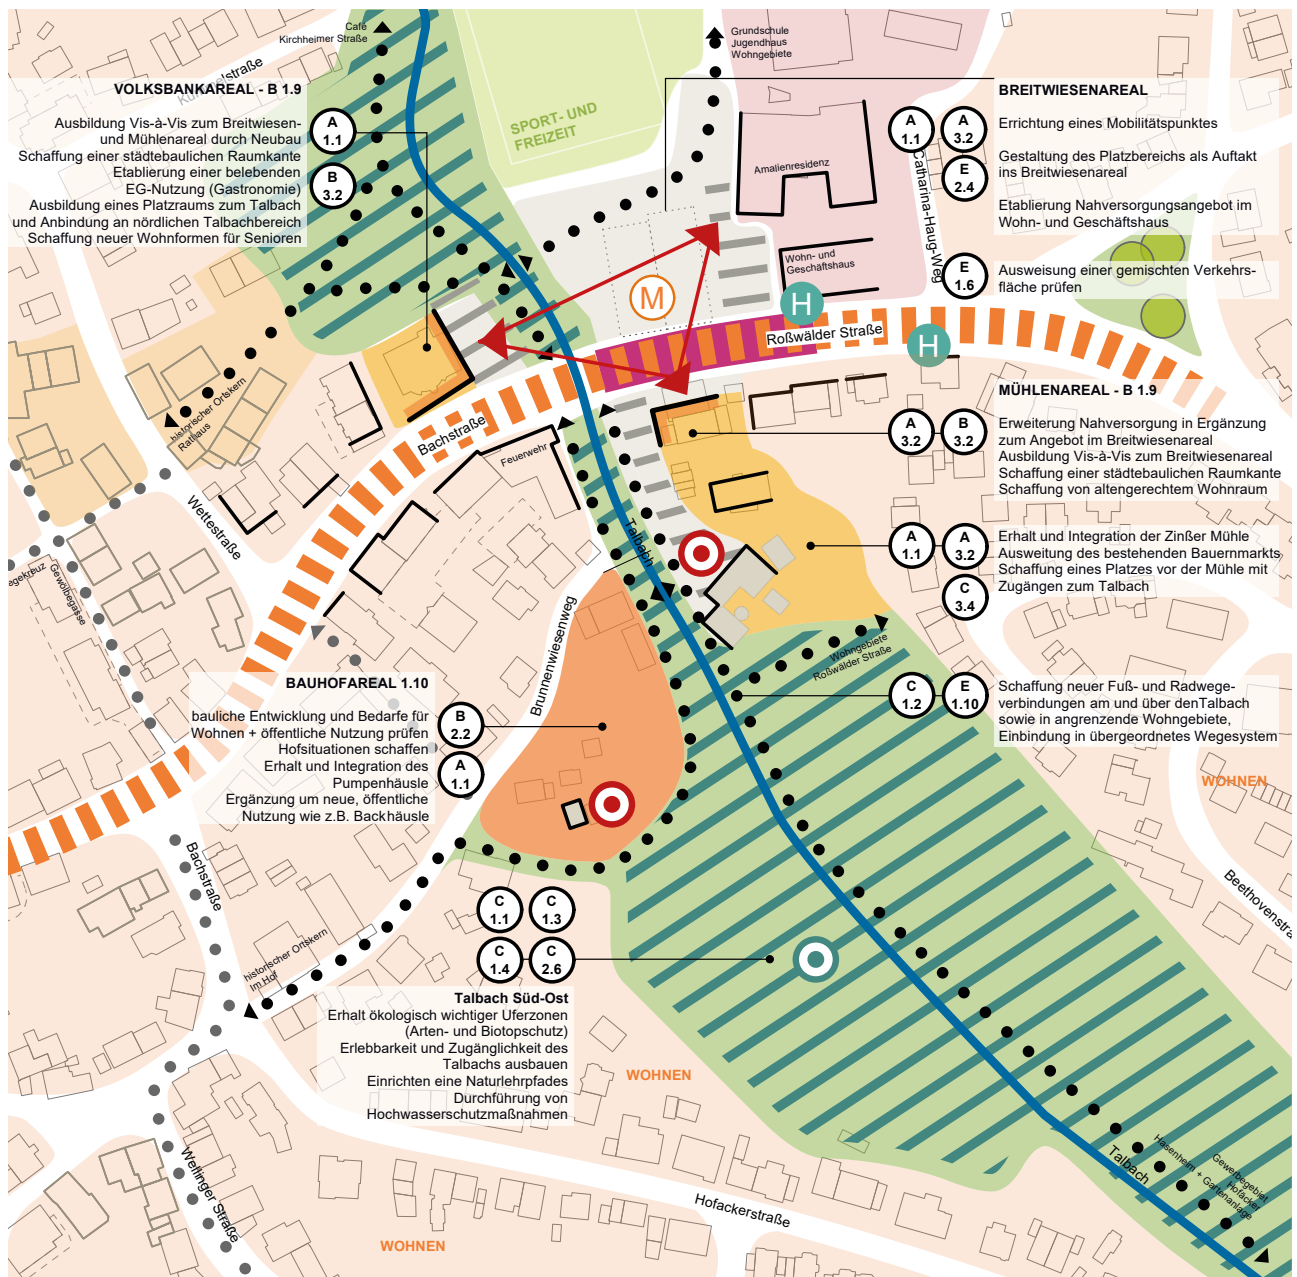 Café
Kirchheimer Straße
Grundschule
Jugendhaus
Wohngebiete
SPORT- UND
FREIZEIT
VOLKSBANKAREAL - B 1.9
Ausbildung Vis-à-Vis zum Breitwiesen-
und Mühlenareal durch Neubau
Schaffung einer städtebaulichen Raumkante
Etablierung einer belebenden
EG-Nutzung (Gastronomie)
Ausbildung eines Platzraums zum Talbach
und Anbindung an nördlichen Talbachbereich
Schaffung neuer Wohnformen für Senioren
A
1.1
B
3.2
Amalienresidenz
Wohn- und
Geschäftshaus
Catharina-Haug-Weg
BREITWIESENAREAL
A
1.1
A
3.2
Errichtung eines Mobilitätspunktes
E
2.4
Gestaltung des Platzbereichs als Auftakt
ins Breitwiesenareal
Etablierung Nahversorgungsangebot im
Wohn- und Geschäftshaus
E
1.6
Ausweisung einer gemischten Verkehrs-
fläche prüfen
M
H
H
Roßwälder Straße
historischer Ortskern
Rathaus
Bachstraße
Feuerwehr
Wettestraße
Gewölbegasse
MÜHLENAREAL - B 1.9
A
3.2
B
3.2
Erweiterung Nahversorgung in Ergänzung
zum Angebot im Breitwiesenareal
Ausbildung Vis-à-Vis zum Breitwiesenareal
Schaffung einer städtebaulichen Raumkante
Schaffung von altengerechtem Wohnraum
A
1.1
A
3.2
C
3.4
Erhalt und Integration der Zinßer Mühle
Ausweitung des bestehenden Bauernmarkts
Schaffung eines Platzes vor der Mühle mit
Zugängen zum Talbach
Talbach
Brunnenwiesenweg
Wohngebiete
Roßwälder Straße
C
1.2
E
1.10
Schaffung neuer Fuß- und Radwege-
verbindungen am und über denTalbach
sowie in angrenzende Wohngebiete,
Einbindung in übergeordnetes Wegesystem
BAUHOFAREAL 1.10
bauliche Entwicklung und Bedarfe für
Wohnen + öffentliche Nutzung prüfen
Hofsituationen schaffen
Erhalt und Integration des
Pumpenhäusle
Ergänzung um neue, öffentliche
Nutzung wie z.B. Backhäusle
B
2.2
A
1.1
WOHNEN
Bachstraße
historischer Ortskern
Im Hof
C
1.1
C
1.3
C
1.4
C
2.6
Talbach Süd-Ost
Erhalt ökologisch wichtiger Uferzonen
(Arten- und Biotopschutz)
Erlebbarkeit und Zugänglichkeit des
Talbachs ausbauen
Einrichten eine Naturlehrpfades
Durchführung von
Hochwasserschutzmaßnahmen
WOHNEN
Wellinger Straße
WOHNEN
Hofackerstraße
Talbach
Hasenheim + Gartenanlage
Gewerbegebiet
Hofäcker